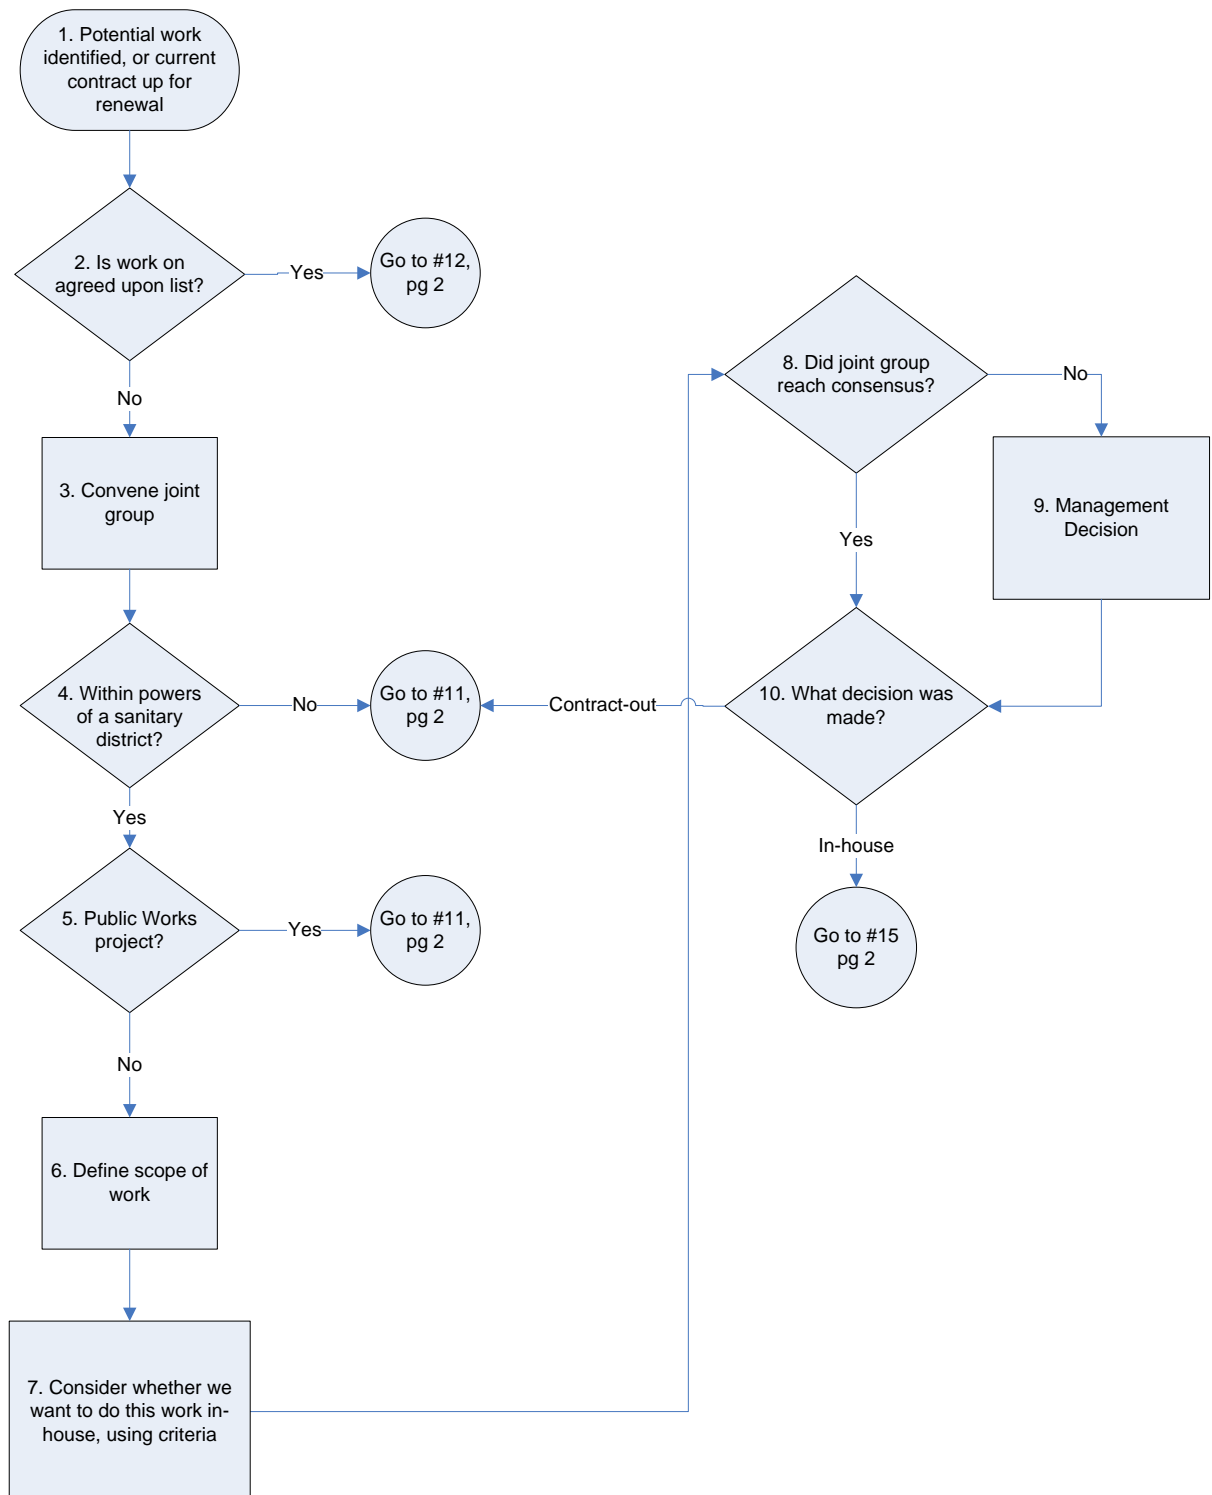 1. Potential work
identified, or current
contract up for
renewal
2. Is work on
agreed upon list?
Yes
Go to #12,
pg 2
No
3. Convene joint
group
4. Within powers
of a sanitary
district?
No
Go to #11,
pg 2
Yes
5. Public Works
project?
Yes
Go to #11,
pg 2
No
6. Define scope of
work
7. Consider whether we
want to do this work in-
house, using criteria
8. Did joint group
reach consensus?
No
9. Management
Decision
Yes
10. What decision was
made?
Contract-out
In-house
Go to #15
pg 2